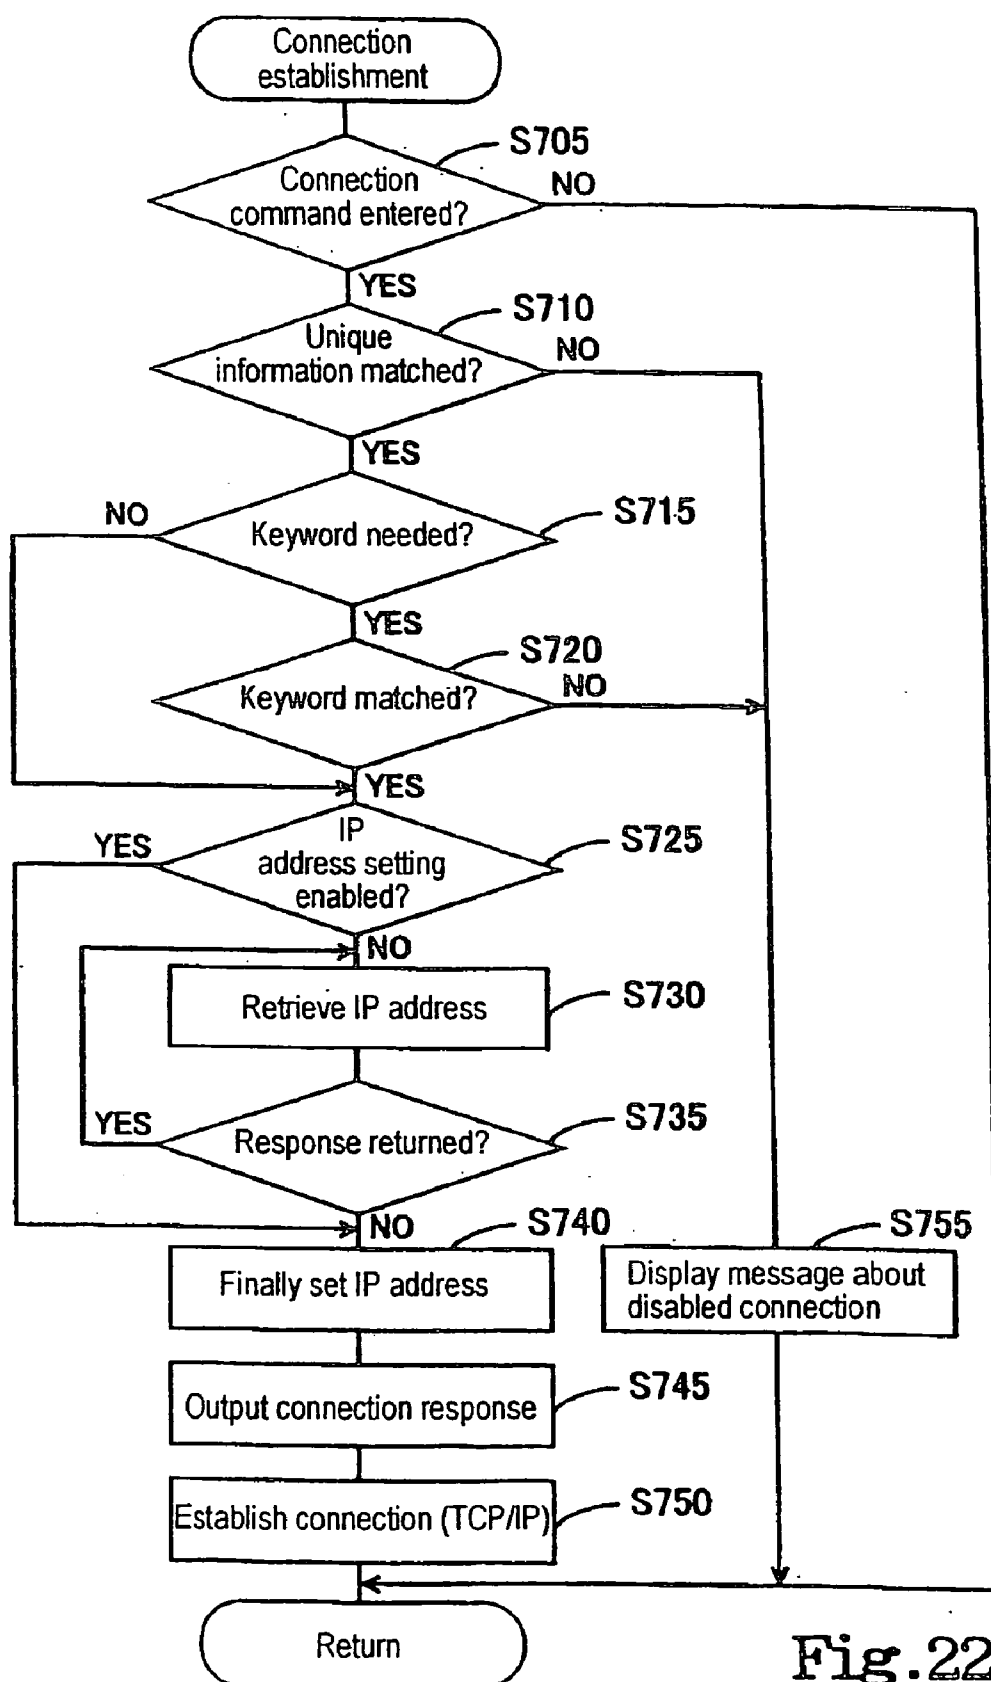 Connection
establishment
S705
Connection
command entered?
NO
YES
S710
Unique
information matched?
NO
YES
S715
NO
Keyword needed?
YES
S720
Keyword matched?
NO
YES
IP
address setting
enabled?
YES
S725
NO
Retrieve IP address
S730
YES
Response returned?
S735
NO
S740
Finally set IP address
S755
Display message about
disabled connection
Output connection response
S745
Establish connection (TCP/IP)
S750
Return
Fig.22